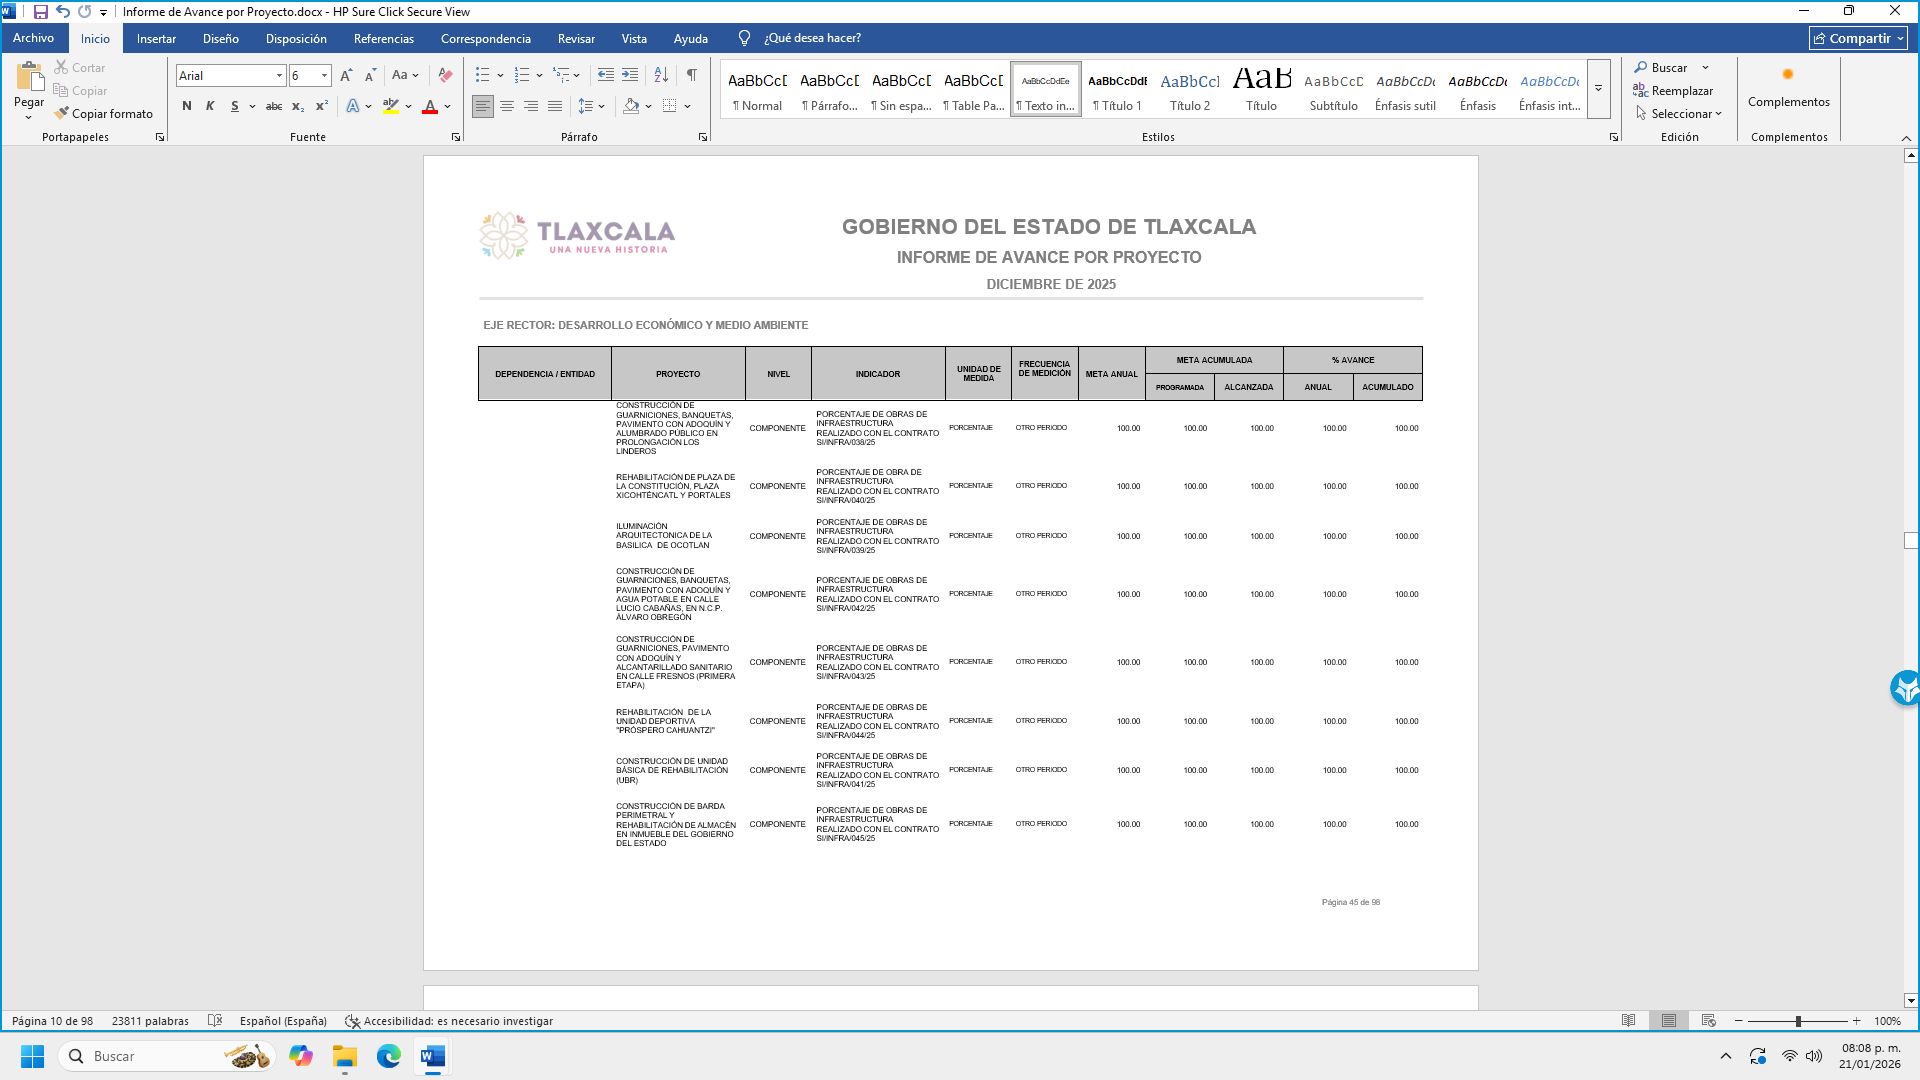 Informe de Avance por Proyecto.docx - HP Sure Click Secure View
Archivo Inicio Insertar Diseño Disposición Referencias Correspondencia Revisar Vista Ayuda ¿Qué desea hacer? Compartir
Pegar
Cortar
Copiar
Copiar formato
Portapapeles
Arial 6
N K S abc x₂ x²
Fuente
Párrafo
AaBbCcI AaBbCcI AaBbCcI AaBbCcI AaBbCcDdEe AaBbCcDdI AaBbCcI AaB AaBbCcD AaBbCcDc AaBbCcDc AaBbCcDc
¶ Normal ¶ Párrafo... ¶ Sin espa... ¶ Table Pa... ¶ Texto in... ¶ Título 1 Título 2 Título Subtítulo Énfasis sutil Énfasis Énfasis int...
Estilos
Buscar
Reemplazar
Seleccionar
Edición
Complementos
Complementos
TLAXCALA
UNA NUEVA HISTORIA
GOBIERNO DEL ESTADO DE TLAXCALA
INFORME DE AVANCE POR PROYECTO
DICIEMBRE DE 2025
EJE RECTOR: DESARROLLO ECONÓMICO Y MEDIO AMBIENTE
DEPENDENCIA / ENTIDAD PROYECTO NIVEL INDICADOR UNIDAD DE MEDIDA FRECUENCIA DE MEDICIÓN META ANUAL META ACUMULADA % AVANCE
PROGRAMADA ALCANZADA ANUAL ACUMULADO
CONSTRUCCIÓN DE
GUARNICIONES, BANQUETAS,
PAVIMENTO CON ADOQUÍN Y
ALUMBRADO PÚBLICO EN
PROLONGACIÓN LOS
LINDEROS
COMPONENTE
PORCENTAJE DE OBRAS DE
INFRAESTRUCTURA
REALIZADO CON EL CONTRATO
SI/INFRA/038/25
PORCENTAJE OTRO PERIODO 100.00 100.00 100.00 100.00 100.00
REHABILITACIÓN DE PLAZA DE
LA CONSTITUCIÓN, PLAZA
XICOHTÉNCATL Y PORTALES
COMPONENTE
PORCENTAJE DE OBRA DE
INFRAESTRUCTURA
REALIZADO CON EL CONTRATO
SI/INFRA/040/25
PORCENTAJE OTRO PERIODO 100.00 100.00 100.00 100.00 100.00
ILUMINACIÓN
ARQUITECTONICA DE LA
BASILICA DE OCOTLAN
COMPONENTE
PORCENTAJE DE OBRAS DE
INFRAESTRUCTURA
REALIZADO CON EL CONTRATO
SI/INFRA/039/25
PORCENTAJE OTRO PERIODO 100.00 100.00 100.00 100.00 100.00
CONSTRUCCIÓN DE
GUARNICIONES, BANQUETAS,
PAVIMENTO CON ADOQUÍN Y
AGUA POTABLE EN CALLE
LUCIO CABAÑAS, EN N.C.P.
ÁLVARO OBREGÓN
COMPONENTE
PORCENTAJE DE OBRAS DE
INFRAESTRUCTURA
REALIZADO CON EL CONTRATO
SI/INFRA/042/25
PORCENTAJE OTRO PERIODO 100.00 100.00 100.00 100.00 100.00
CONSTRUCCIÓN DE
GUARNICIONES, PAVIMENTO
CON ADOQUÍN Y
ALCANTARILLADO SANITARIO
EN CALLE FRESNOS (PRIMERA
ETAPA)
COMPONENTE
PORCENTAJE DE OBRAS DE
INFRAESTRUCTURA
REALIZADO CON EL CONTRATO
SI/INFRA/043/25
PORCENTAJE OTRO PERIODO 100.00 100.00 100.00 100.00 100.00
REHABILITACIÓN DE LA
UNIDAD DEPORTIVA
"PRÓSPERO CAHUANTZI"
COMPONENTE
PORCENTAJE DE OBRAS DE
INFRAESTRUCTURA
REALIZADO CON EL CONTRATO
SI/INFRA/044/25
PORCENTAJE OTRO PERIODO 100.00 100.00 100.00 100.00 100.00
CONSTRUCCIÓN DE UNIDAD
BÁSICA DE REHABILITACIÓN
(UBR)
COMPONENTE
PORCENTAJE DE OBRAS DE
INFRAESTRUCTURA
REALIZADO CON EL CONTRATO
SI/INFRA/041/25
PORCENTAJE OTRO PERIODO 100.00 100.00 100.00 100.00 100.00
CONSTRUCCIÓN DE BARDA
PERIMETRAL Y
REHABILITACIÓN DE ALMACÉN
EN INMUEBLE DEL GOBIERNO
DEL ESTADO
COMPONENTE
PORCENTAJE DE OBRAS DE
INFRAESTRUCTURA
REALIZADO CON EL CONTRATO
SI/INFRA/045/25
PORCENTAJE OTRO PERIODO 100.00 100.00 100.00 100.00 100.00
Página 45 de 98
Página 10 de 98 23811 palabras Español (España) Accesibilidad: es necesario investigar 100%
Buscar
08:08 p. m.
21/01/2026